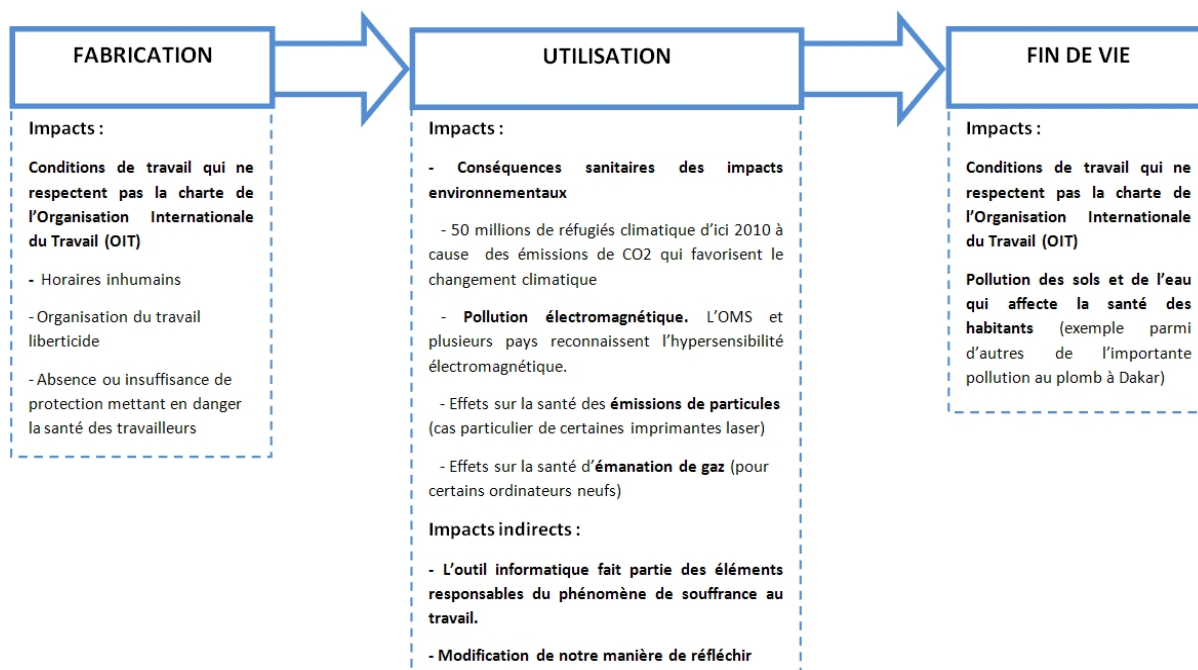 FABRICATION
Impacts :
Conditions de travail qui ne
respectent pas la charte de
l’Organisation Internationale
du Travail (OIT)
- Horaires inhumains
- Organisation du travail
liberticide
- Absence ou insuffisance de
protection mettant en danger
la santé des travailleurs
UTILISATION
Impacts :
- Conséquences sanitaires des impacts
environnementaux
- 50 millions de réfugiés climatique d’ici 2010 à
cause des émissions de CO2 qui favorisent le
changement climatique
- Pollution électromagnétique. L’OMS et
plusieurs pays reconnaissent l’hypersensibilité
électromagnétique.
- Effets sur la santé des émissions de particules
(cas particulier de certaines imprimantes laser)
- Effets sur la santé d’émanation de gaz (pour
certains ordinateurs neufs)
Impacts indirects :
- L’outil informatique fait partie des éléments
responsables du phénomène de souffrance au
travail.
- Modification de notre manière de réfléchir
FIN DE VIE
Impacts :
Conditions de travail qui ne
respectent pas la charte de
l’Organisation Internationale
du Travail (OIT)
Pollution des sols et de l’eau
qui affecte la santé des
habitants (exemple parmi
d’autres de l’importante
pollution au plomb à Dakar)